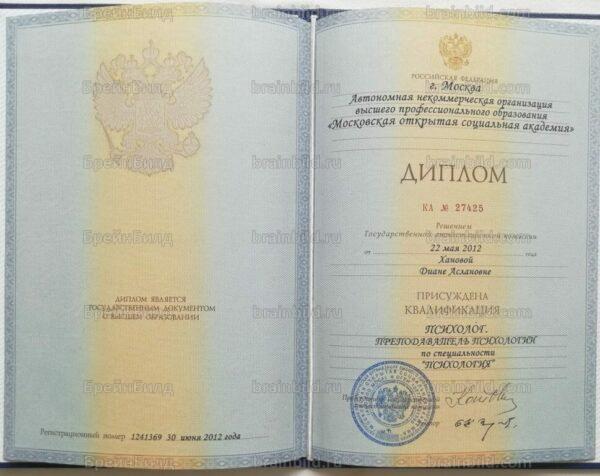 ДИПЛОМ ЯВЛЯЕТСЯ
ГОСУДАРСТВЕННЫМ ДОКУМЕНТОМ
О ВЫСШЕМ ОБРАЗОВАНИИ
Регистрационный номер 1241369 30 июня 2012 года
РОССИЙСКАЯ ФЕДЕРАЦИЯ
г. Москва
Автономная некоммерческая организация
высшего профессионального образования
«Московская открытая социальная академия»
ДИПЛОМ
КА № 27425
Решением
Государственной аттестационной комиссии
от 22 мая 2012 года
Хановой
Диане Аслановне
ПРИСУЖДЕНА
КВАЛИФИКАЦИЯ
ПСИХОЛОГ.
ПРЕПОДАВАТЕЛЬ ПСИХОЛОГИИ
по специальности
"ПСИХОЛОГИЯ"
Ректор
БрейнБилд
brainbild.ru